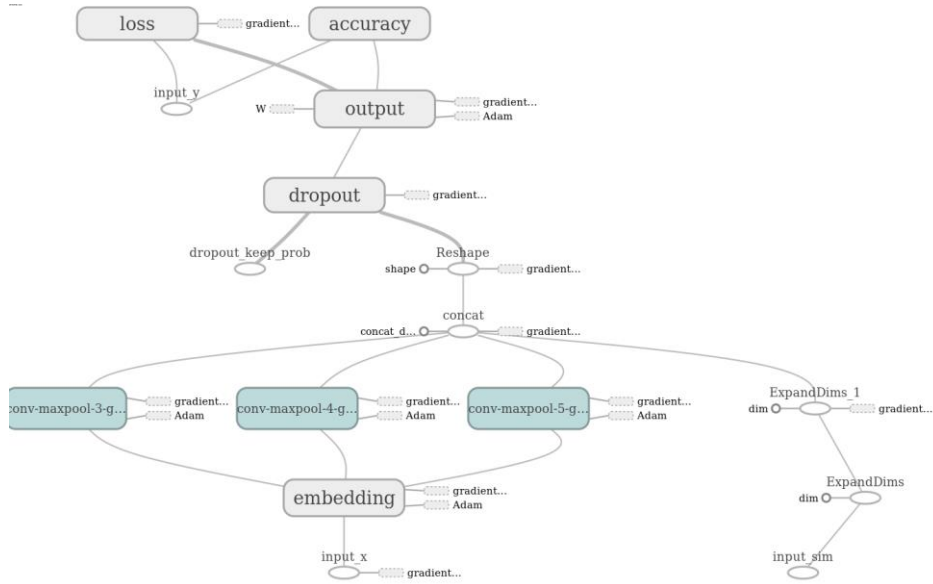 loss gradient... accuracy
input_y
W output gradient...
Adam
dropout gradient...
dropout_keep_prob Reshape
shape gradient...
concat
concat_d... gradient...
conv-maxpool-3-g... gradient... conv-maxpool-4-g... gradient... conv-maxpool-5-g... gradient... ExpandDims_1
Adam Adam Adam dim gradient...
embedding gradient... ExpandDims
Adam dim
input_x input_sim
gradient...